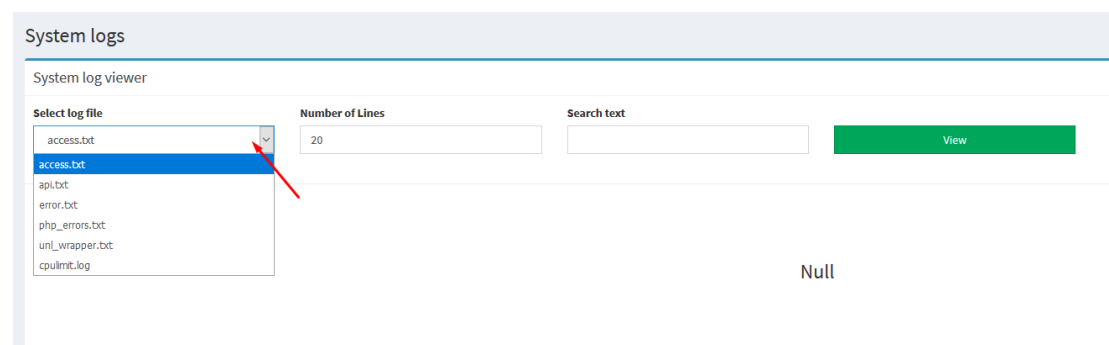 System logs
System log viewer
Select log file
Number of Lines
Search text
access.txt
20
View
access.txt
api.txt
error.txt
php_errors.txt
unl_wrapper.txt
cpulimit.log
Null